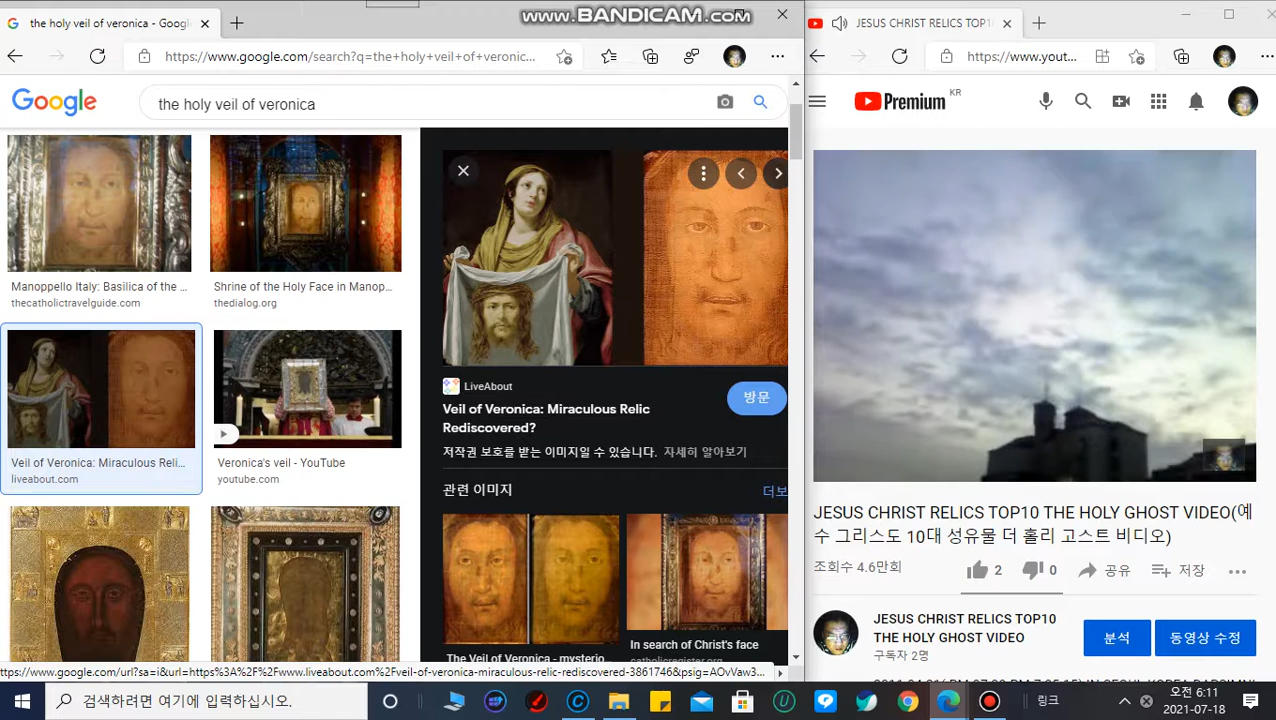 the holy veil of veronica - Googl
www.BANDICAM.com
JESUS CHRIST RELICS TOP1
https://www.google.com/search?q=the+holy+veil+of+veronic...
https://www.yout...
Google
the holy veil of veronica
Premium KR
Manoppello Italy: Basilica of the ...
thecatholictravelguide.com
Shrine of the Holy Face in Manop...
thedialog.org
Veil of Veronica: Miraculous Reli...
liveabout.com
Veronica's veil - YouTube
youtube.com
LiveAbout
Veil of Veronica: Miraculous Relic
Rediscovered?
방문
저작권 보호를 받는 이미지일 수 있습니다. 자세히 알아보기
관련 이미지
더보
The Veil of Veronica - mysterio...
In search of Christ's face
catholicregister.org
https://www.google.com/url?sa=i&url=https%3A%2F%2Fwww.liveabout.com%2Fveil-of-veronica-miraculous-relic-rediscovered-3861746&psig=AOvVaw3...
JESUS CHRIST RELICS TOP10 THE HOLY GHOST VIDEO(예
수 그리스도 10대 성유물 더 홀리 고스트 비디오)
조회수 4.6만회
2
0
공유
저장
JESUS CHRIST RELICS TOP10
THE HOLY GHOST VIDEO
구독자 2명
분석
동영상 수정
검색하려면 여기에 입력하십시오.
링크
오전 6:11
2021-07-18